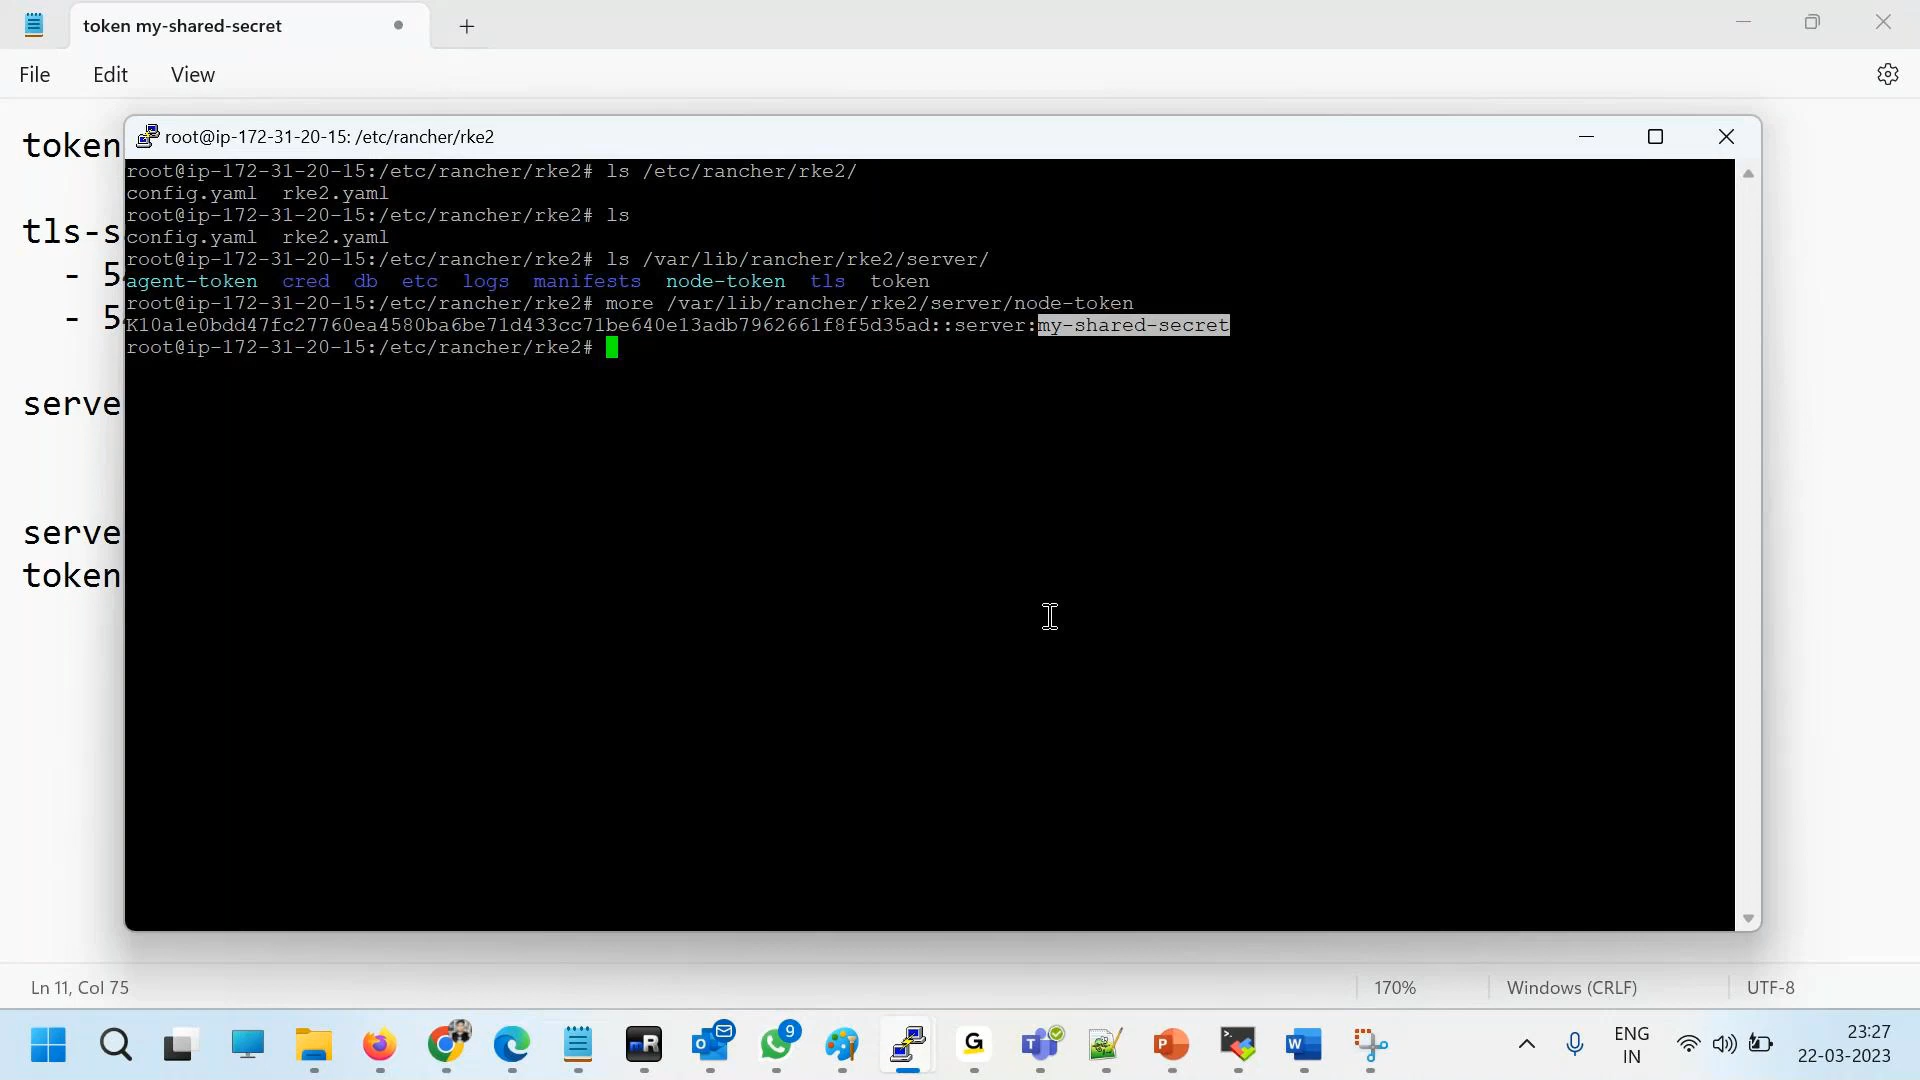 token my-shared-secret
File Edit View
token
tls-s
- 5
- 5
serve
serve
token
root@ip-172-31-20-15: /etc/rancher/rke2
root@ip-172-31-20-15:/etc/rancher/rke2# ls /etc/rancher/rke2/
config.yaml  rke2.yaml
root@ip-172-31-20-15:/etc/rancher/rke2# ls
config.yaml  rke2.yaml
root@ip-172-31-20-15:/etc/rancher/rke2# ls /var/lib/rancher/rke2/server/
agent-token  cred  db  etc  logs  manifests  node-token  tls  token
root@ip-172-31-20-15:/etc/rancher/rke2# more /var/lib/rancher/rke2/server/node-token
K10a1e0bdd47fc27760ea4580ba6be71d433cc71be640e13adb7962661f8f5d35ad::server:my-shared-secret
root@ip-172-31-20-15:/etc/rancher/rke2#
Ln 11, Col 75 170% Windows (CRLF) UTF-8
mR
9
G
ENG
IN
23:27
22-03-2023